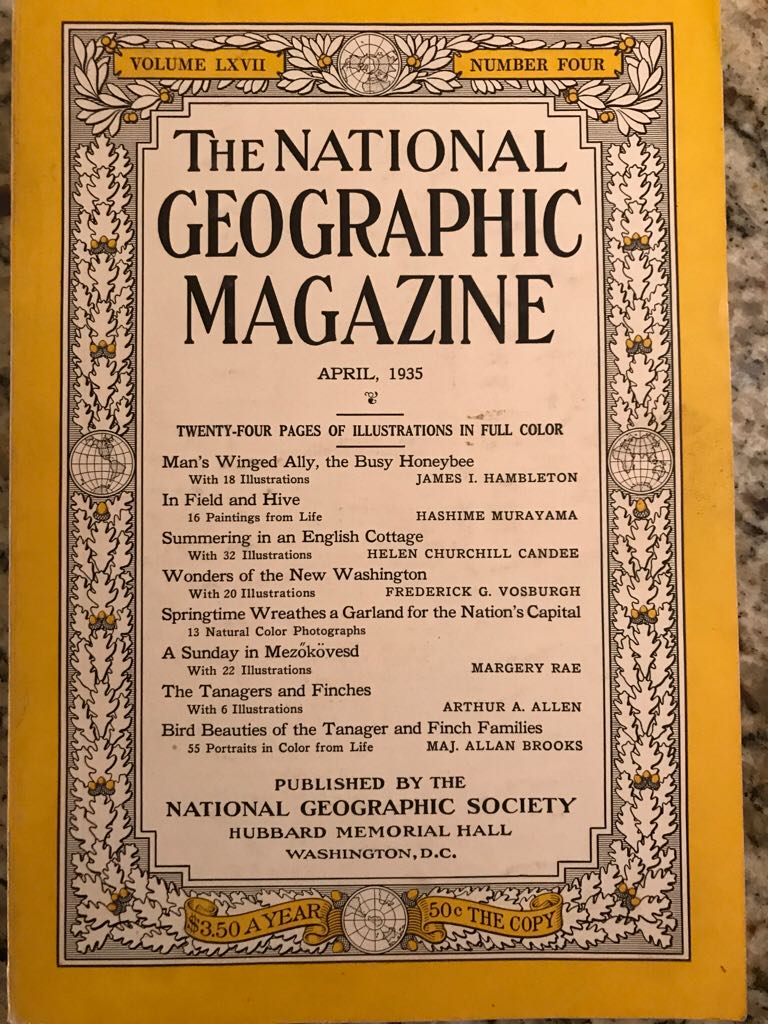 VOLUME LXVII
NUMBER FOUR
THE NATIONAL
GEOGRAPHIC
MAGAZINE
APRIL, 1935
TWENTY-FOUR PAGES OF ILLUSTRATIONS IN FULL COLOR
Man's Winged Ally, the Busy Honeybee
With 18 Illustrations JAMES I. HAMBLETON
In Field and Hive
16 Paintings from Life HASHIME MURAYAMA
Summering in an English Cottage
With 32 Illustrations HELEN CHURCHILL CANDEE
Wonders of the New Washington
With 20 Illustrations FREDERICK G. VOSBURGH
Springtime Wreathes a Garland for the Nation's Capital
13 Natural Color Photographs
A Sunday in Mezőkövesd
With 22 Illustrations MARGERY RAE
The Tanagers and Finches
With 6 Illustrations ARTHUR A. ALLEN
Bird Beauties of the Tanager and Finch Families
55 Portraits in Color from Life MAJ. ALLAN BROOKS
PUBLISHED BY THE
NATIONAL GEOGRAPHIC SOCIETY
HUBBARD MEMORIAL HALL
WASHINGTON, D.C.
$3.50 A YEAR
50c THE COPY